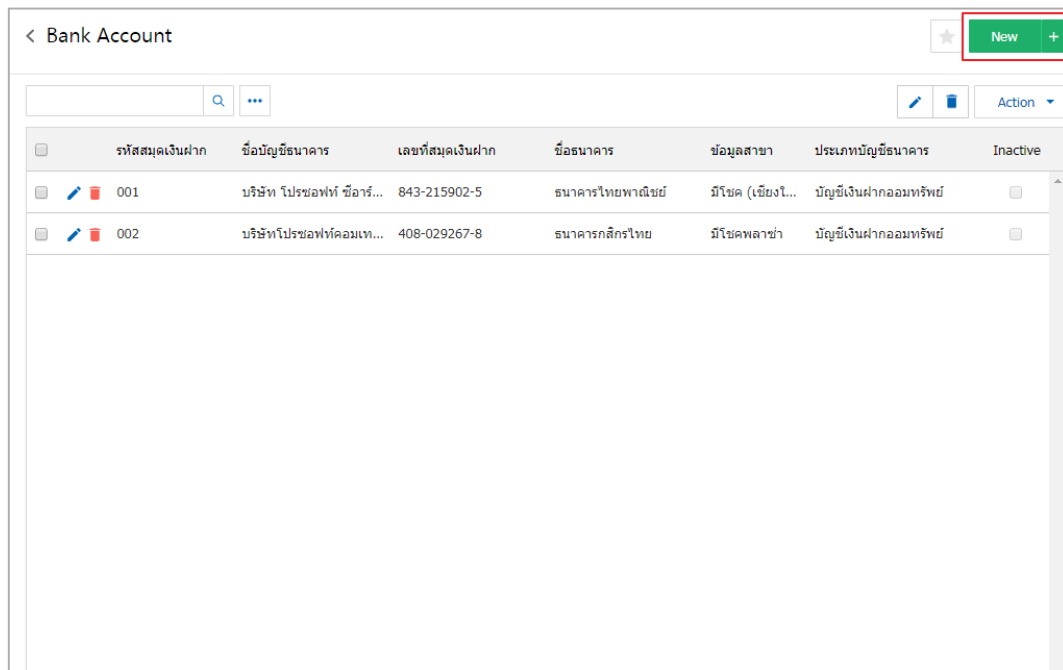 Bank Account
New +
Action
รหัสสมุดเงินฝาก ชื่อบัญชีธนาคาร เลขที่สมุดเงินฝาก ชื่อธนาคาร ข้อมูลสาขา ประเภทบัญชีธนาคาร Inactive
001 บริษัท โปรซอฟท์ ซีอาร์... 843-215902-5 ธนาคารไทยพาณิชย์ มีโชค (เชียงใ... บัญชีเงินฝากออมทรัพย์
002 บริษัทโปรซอฟท์คอมเท... 408-029267-8 ธนาคารกสิกรไทย มีโชคพลาซ่า บัญชีเงินฝากออมทรัพย์